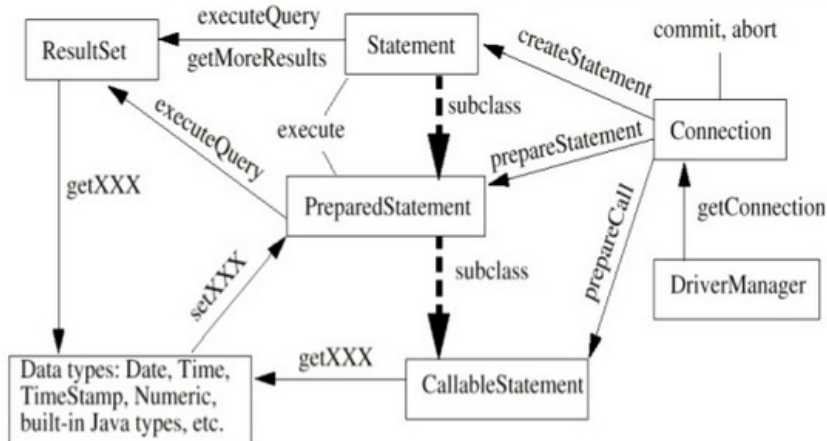 executeQuery
ResultSet
Statement
getMoreResults
commit, abort
createStatement
subclass
executeQuery
execute
Connection
prepareStatement
getXXX
PreparedStatement
getConnection
prepareCall
setXXX
subclass
DriverManager
Data types: Date, Time,
TimeStamp, Numeric,
built-in Java types, etc.
getXXX
CallableStatement